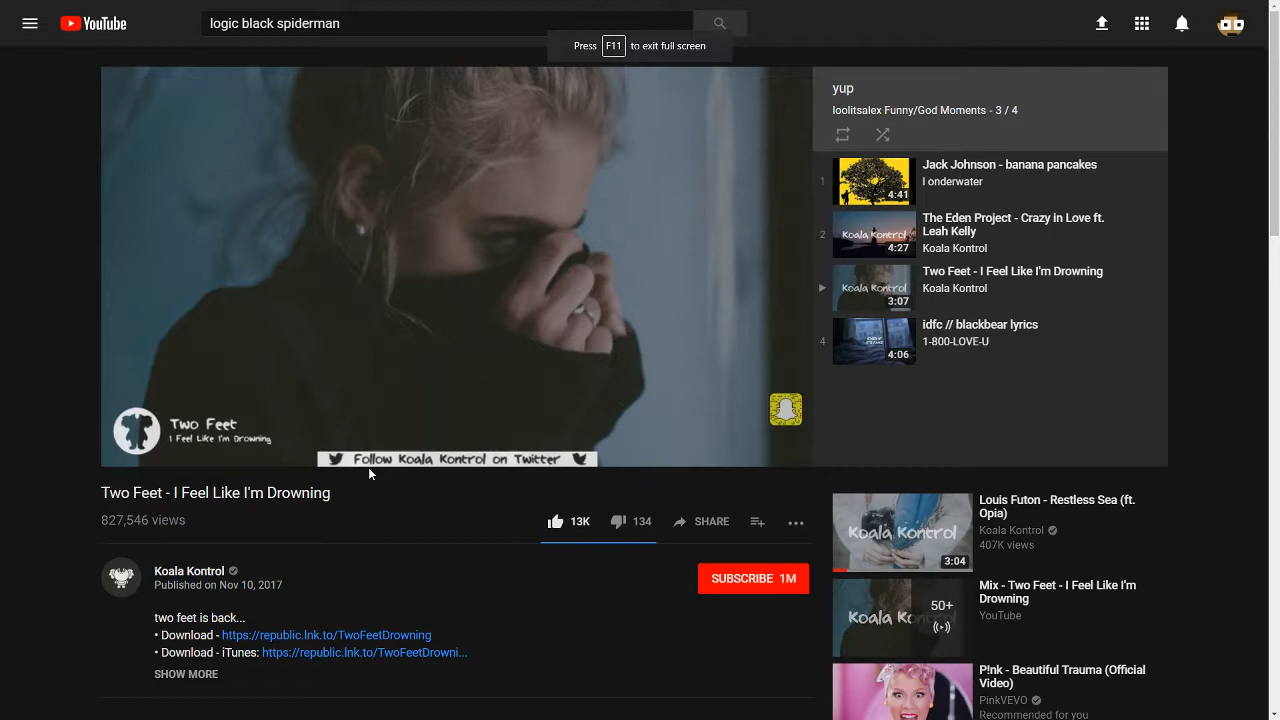 YouTube
logic black spiderman
Press F11 to exit full screen
yup
loolitsalex Funny/God Moments - 3 / 4
1
4:41
Jack Johnson - banana pancakes
I onderwater
2
Koala Kontrol
4:27
The Eden Project - Crazy in Love ft.
Leah Kelly
Koala Kontrol
Koala Kontrol
3:07
Two Feet - I Feel Like I'm Drowning
Koala Kontrol
4
4:06
idfc // blackbear lyrics
1-800-LOVE-U
Two Feet
I Feel Like I'm Drowning
Follow Koala Kontrol on Twitter
Two Feet - I Feel Like I'm Drowning
827,546 views
13K
134
SHARE
Koala Kontrol
Published on Nov 10, 2017
SUBSCRIBE 1M
two feet is back...
• Download - https://republic.lnk.to/TwoFeetDrowning
• Download - iTunes: https://republic.lnk.to/TwoFeetDrowni...
SHOW MORE
Koala Kontrol
3:04
Louis Futon - Restless Sea (ft.
Opia)
Koala Kontrol
407K views
50+
Mix - Two Feet - I Feel Like I'm
Drowning
YouTube
P!nk - Beautiful Trauma (Official
Video)
PinkVEVO
Recommended for you